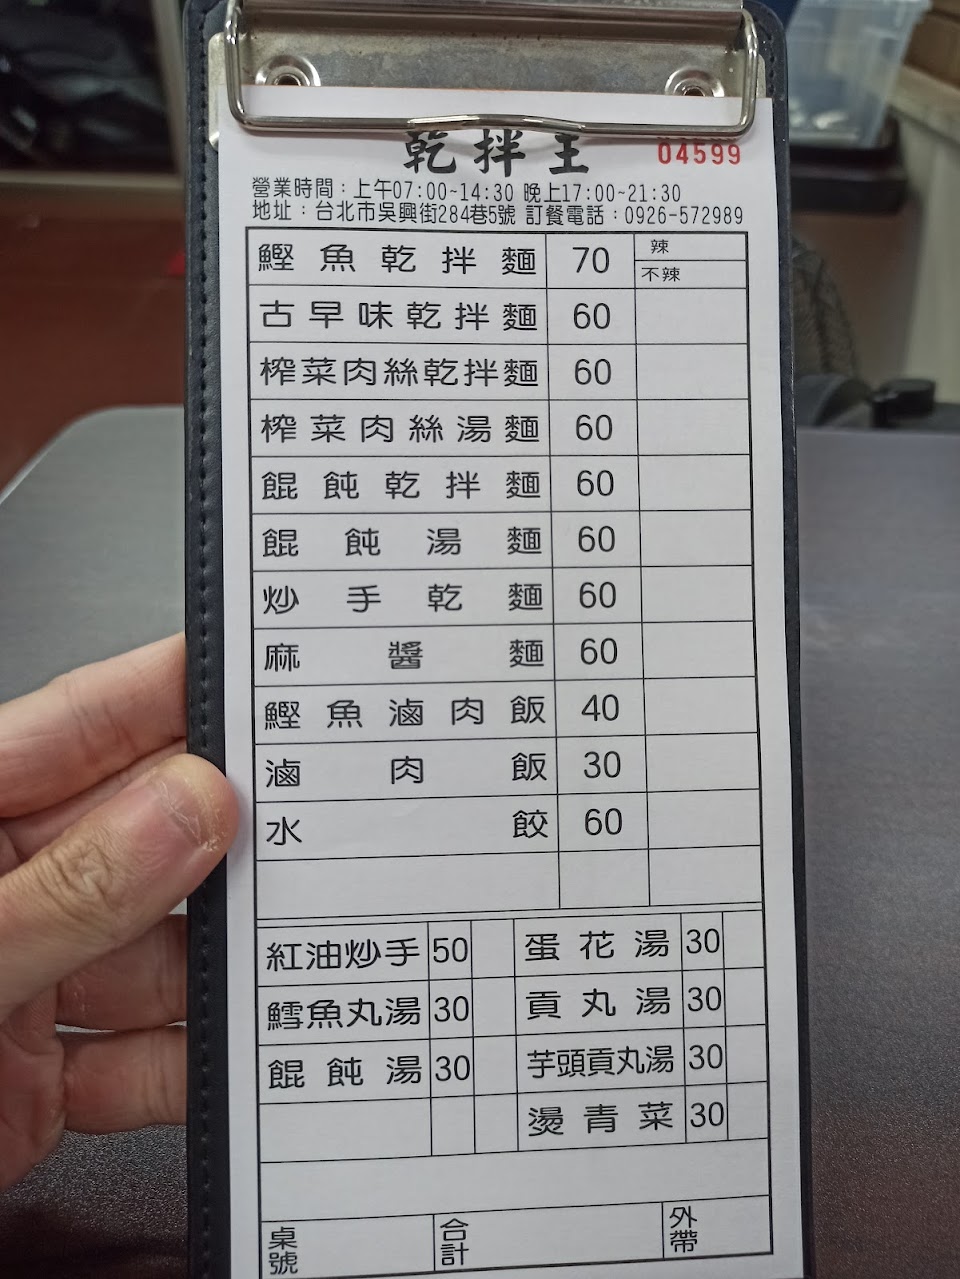 乾拌王 04599
營業時間：上午07:00~14:30 晚上17:00~21:30
地址：台北市吳興街284巷5號 訂餐電話：0926-572989
鰹魚乾拌麵 70 辣
不辣
古早味乾拌麵 60
榨菜肉絲乾拌麵 60
榨菜肉絲湯麵 60
餛飩乾拌麵 60
餛飩湯麵 60
炒手乾麵 60
麻醬麵 60
鰹魚滷肉飯 40
滷肉飯 30
水餃 60
紅油炒手 50 蛋花湯 30
鱈魚丸湯 30 貢丸湯 30
餛飩湯 30 芋頭貢丸湯 30
燙青菜 30
桌號 合計 外帶